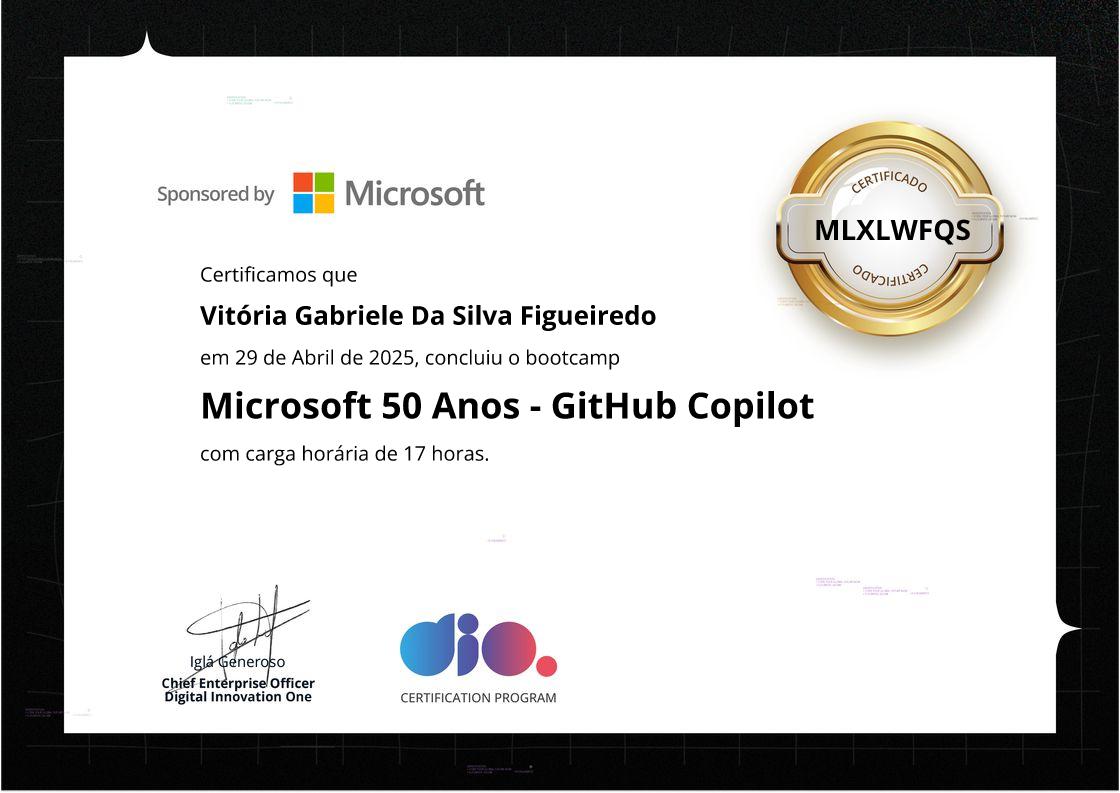 Sponsored by Microsoft
CERTIFICADO
MLXLWFQS
CERTIFICADO
Certificamos que
Vitória Gabriele Da Silva Figueiredo
em 29 de Abril de 2025, concluiu o bootcamp
Microsoft 50 Anos - GitHub Copilot
com carga horária de 17 horas.
Iglá Generoso
Chief Enterprise Officer
Digital Innovation One
dio.
CERTIFICATION PROGRAM